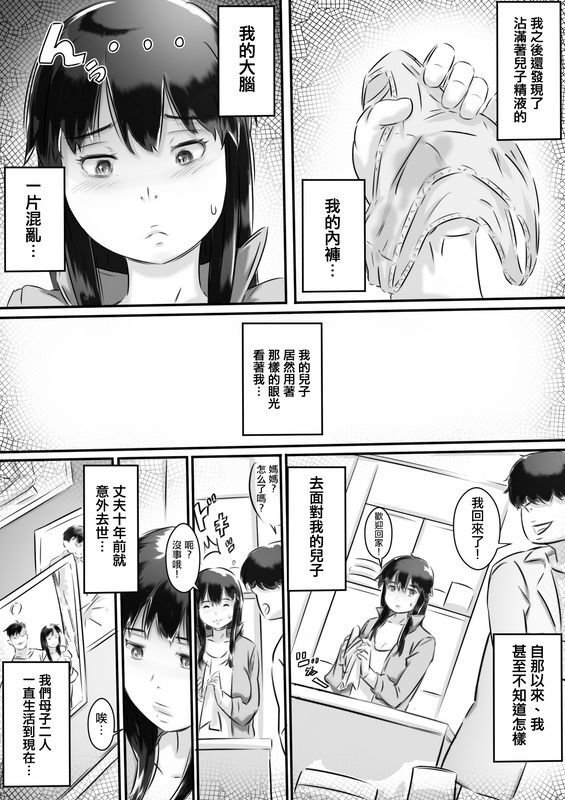 我之後還發現了
沾滿著兒子精液的
我的內褲…
我的大腦
一片混亂…
んん。
我的兒子
居然用著
那樣的眼光
看著我…
我回來了！
自那以來、我
甚至不知道怎樣
歡迎回家！
去面對我的兒子
媽媽？
怎么了嗎？
ドキ
呃？
沒事哦！
唉…
丈夫十年前就
意外去世…
我們母子二人
一直生活到現在…